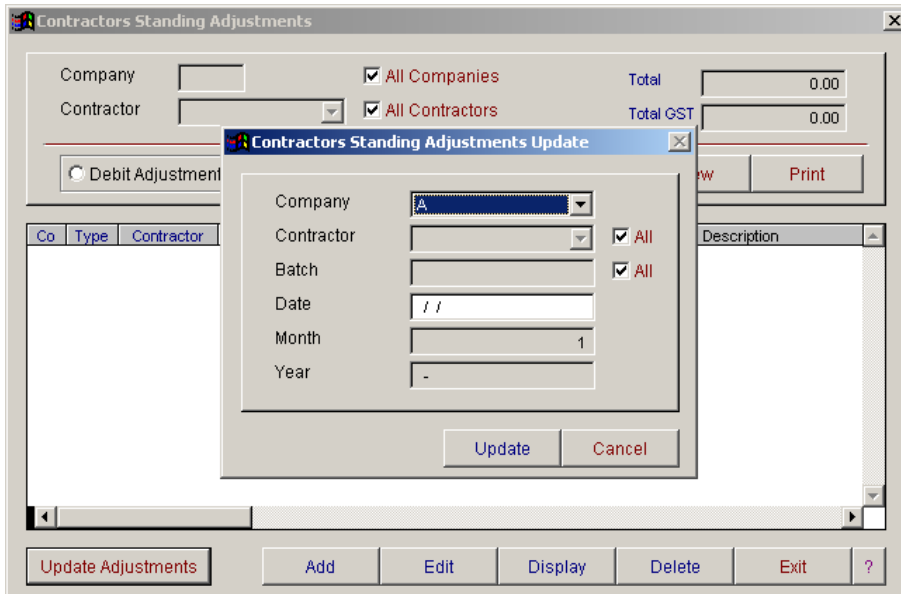 Contractors Standing Adjustments
Company
All Companies
Total
0.00
Contractor
All Contractors
Total GST
0.00
Debit Adjustment
Print
Co Type Contractor Description
Contractors Standing Adjustments Update
Company A
Contractor All
Batch All
Date / /
Month 1
Year -
Update Cancel
Update Adjustments Add Edit Display Delete Exit ?